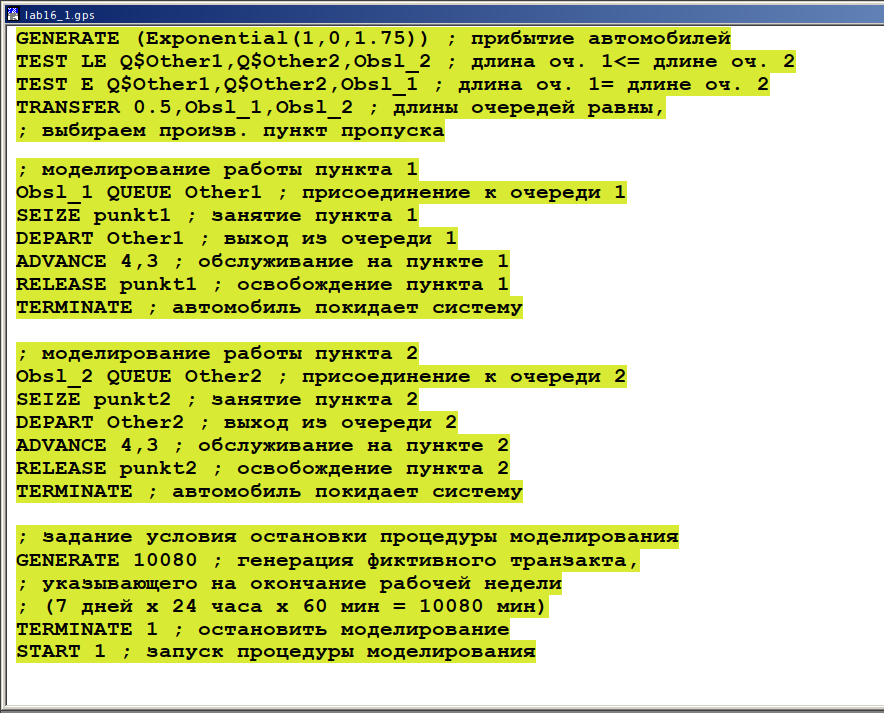 lab16_1.gps
GENERATE (Exponential(1,0,1.75)) ; прибытие автомобилей
TEST LE Q$Other1,Q$Other2,Obsl_2 ; длина оч. 1<= длине оч. 2
TEST E Q$Other1,Q$Other2,Obsl_1 ; длина оч. 1= длине оч. 2
TRANSFER 0.5,Obsl_1,Obsl_2 ; длины очередей равны,
; выбираем произв. пункт пропуска
; моделирование работы пункта 1
Obsl_1 QUEUE Other1 ; присоединение к очереди 1
SEIZE punkt1 ; занятие пункта 1
DEPART Other1 ; выход из очереди 1
ADVANCE 4,3 ; обслуживание на пункте 1
RELEASE punkt1 ; освобождение пункта 1
TERMINATE ; автомобиль покидает систему
; моделирование работы пункта 2
Obsl_2 QUEUE Other2 ; присоединение к очереди 2
SEIZE punkt2 ; занятие пункта 2
DEPART Other2 ; выход из очереди 2
ADVANCE 4,3 ; обслуживание на пункте 2
RELEASE punkt2 ; освобождение пункта 2
TERMINATE ; автомобиль покидает систему
; задание условия остановки процедуры моделирования
GENERATE 10080 ; генерация фиктивного транзакта,
; указывающего на окончание рабочей недели
; (7 дней х 24 часа х 60 мин = 10080 мин)
TERMINATE 1 ; остановить моделирование
START 1 ; запуск процедуры моделирования